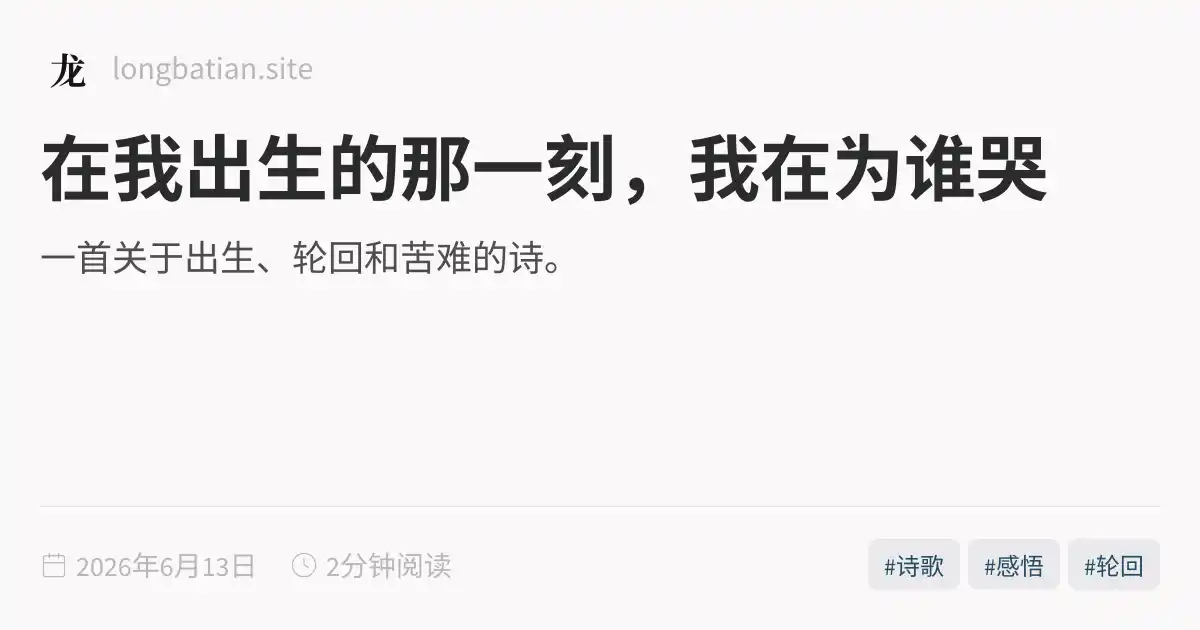 龙 longbatian.site
在我出生的那一刻，我在为谁哭
一首关于出生、轮回和苦难的诗。
2026年6月13日 2分钟阅读 #诗歌 #感悟 #轮回